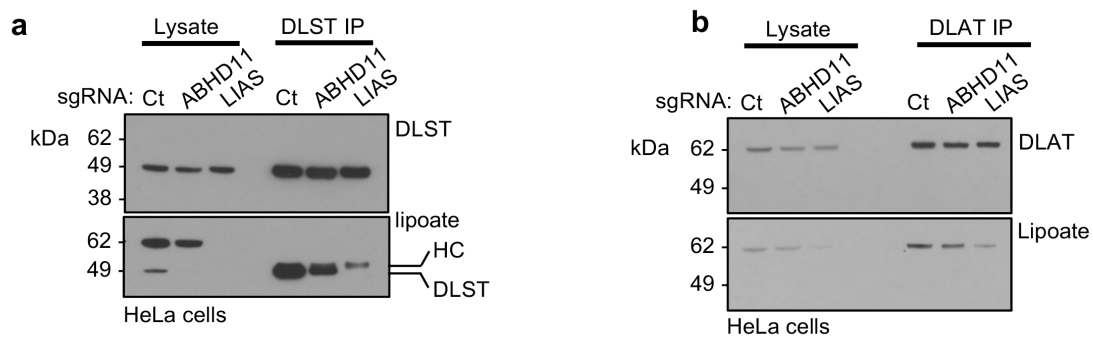 a
Lysate
DLST IP
sgRNA: Ct ABHD11 LIAS Ct ABHD11 LIAS
kDa
62
49
38
DLST
lipoate
62
49
HC
DLST
HeLa cells
b
Lysate
DLAT IP
sgRNA: Ct ABHD11 LIAS Ct ABHD11 LIAS
kDa
62
49
DLAT
Lipoate
62
49
HeLa cells